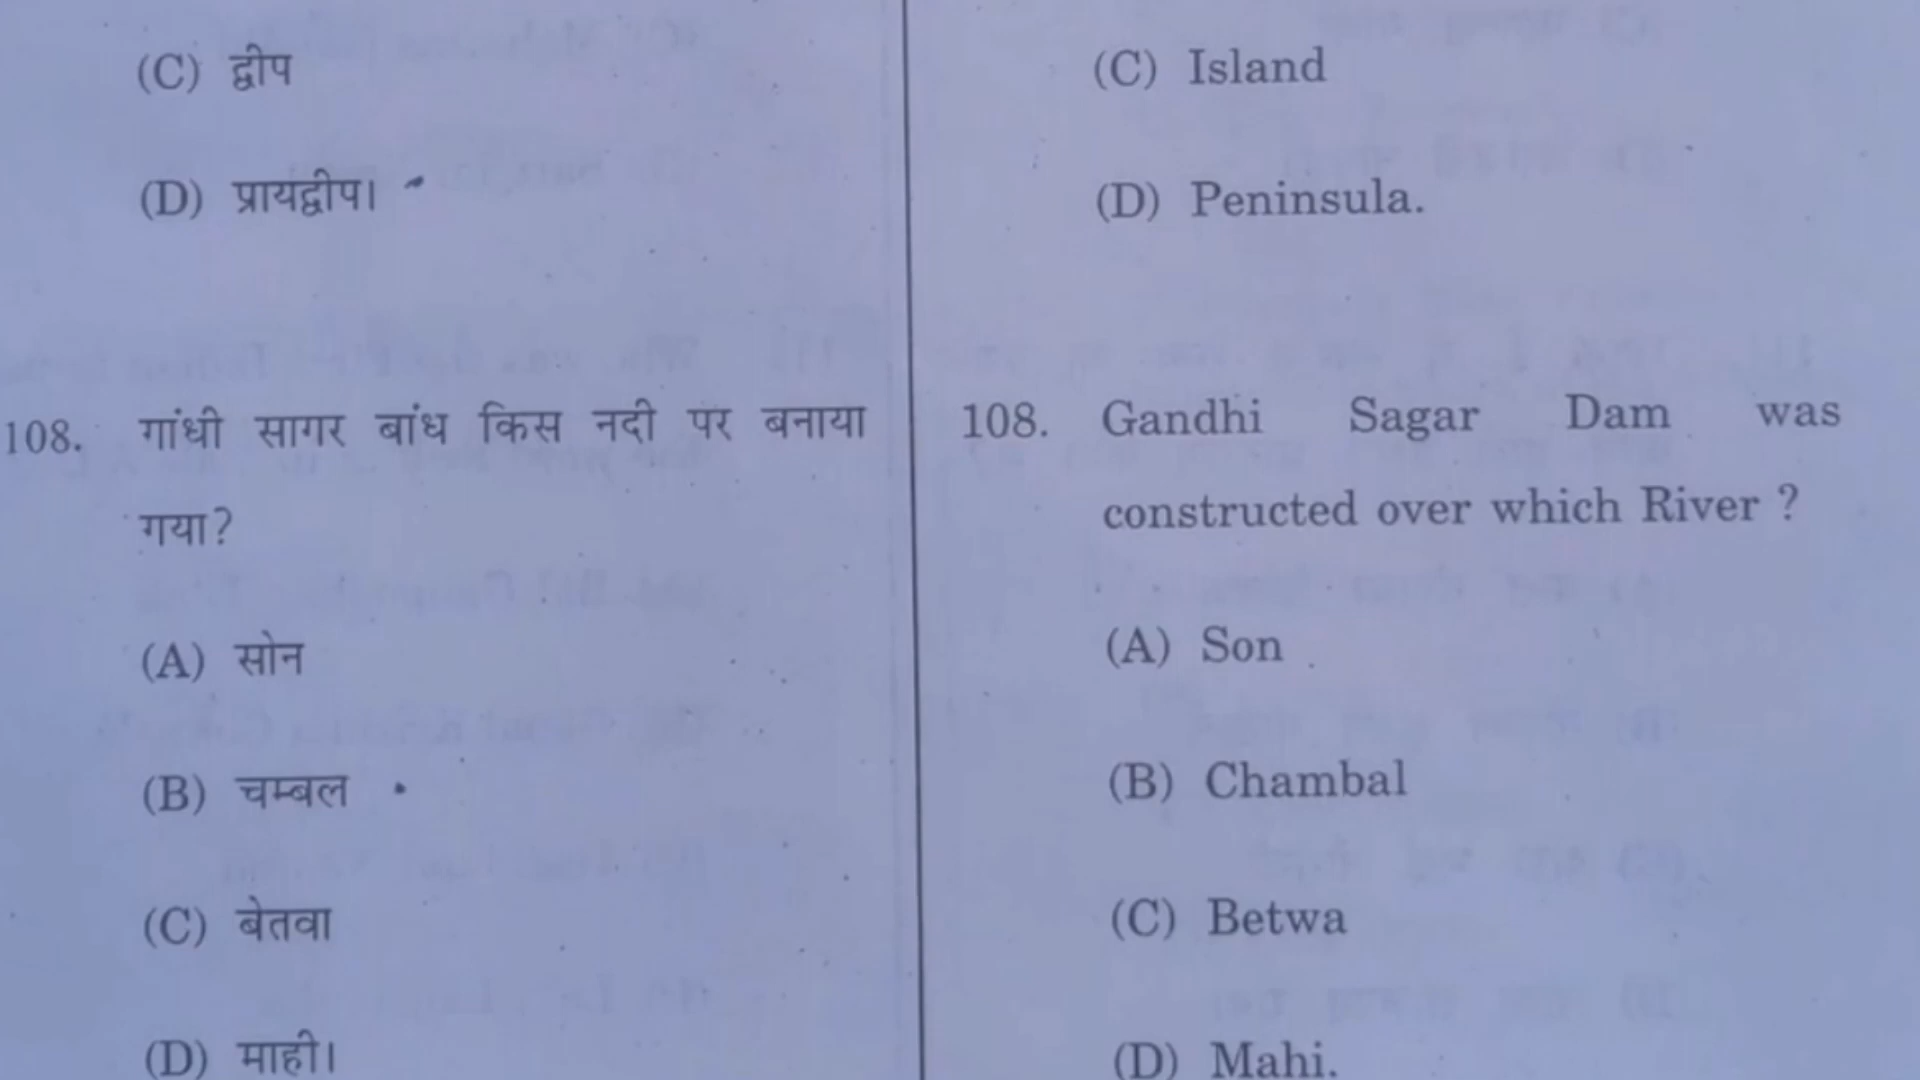 (C) द्वीप
(D) प्रायद्वीप।
108. गांधी सागर बांध किस नदी पर बनाया
गया?
(A) सोन
(B) चम्बल
(C) बेतवा
(D) माही।
(C) Island
(D) Peninsula.
108. Gandhi Sagar Dam was
constructed over which River ?
(A) Son
(B) Chambal
(C) Betwa
(D) Mahi.